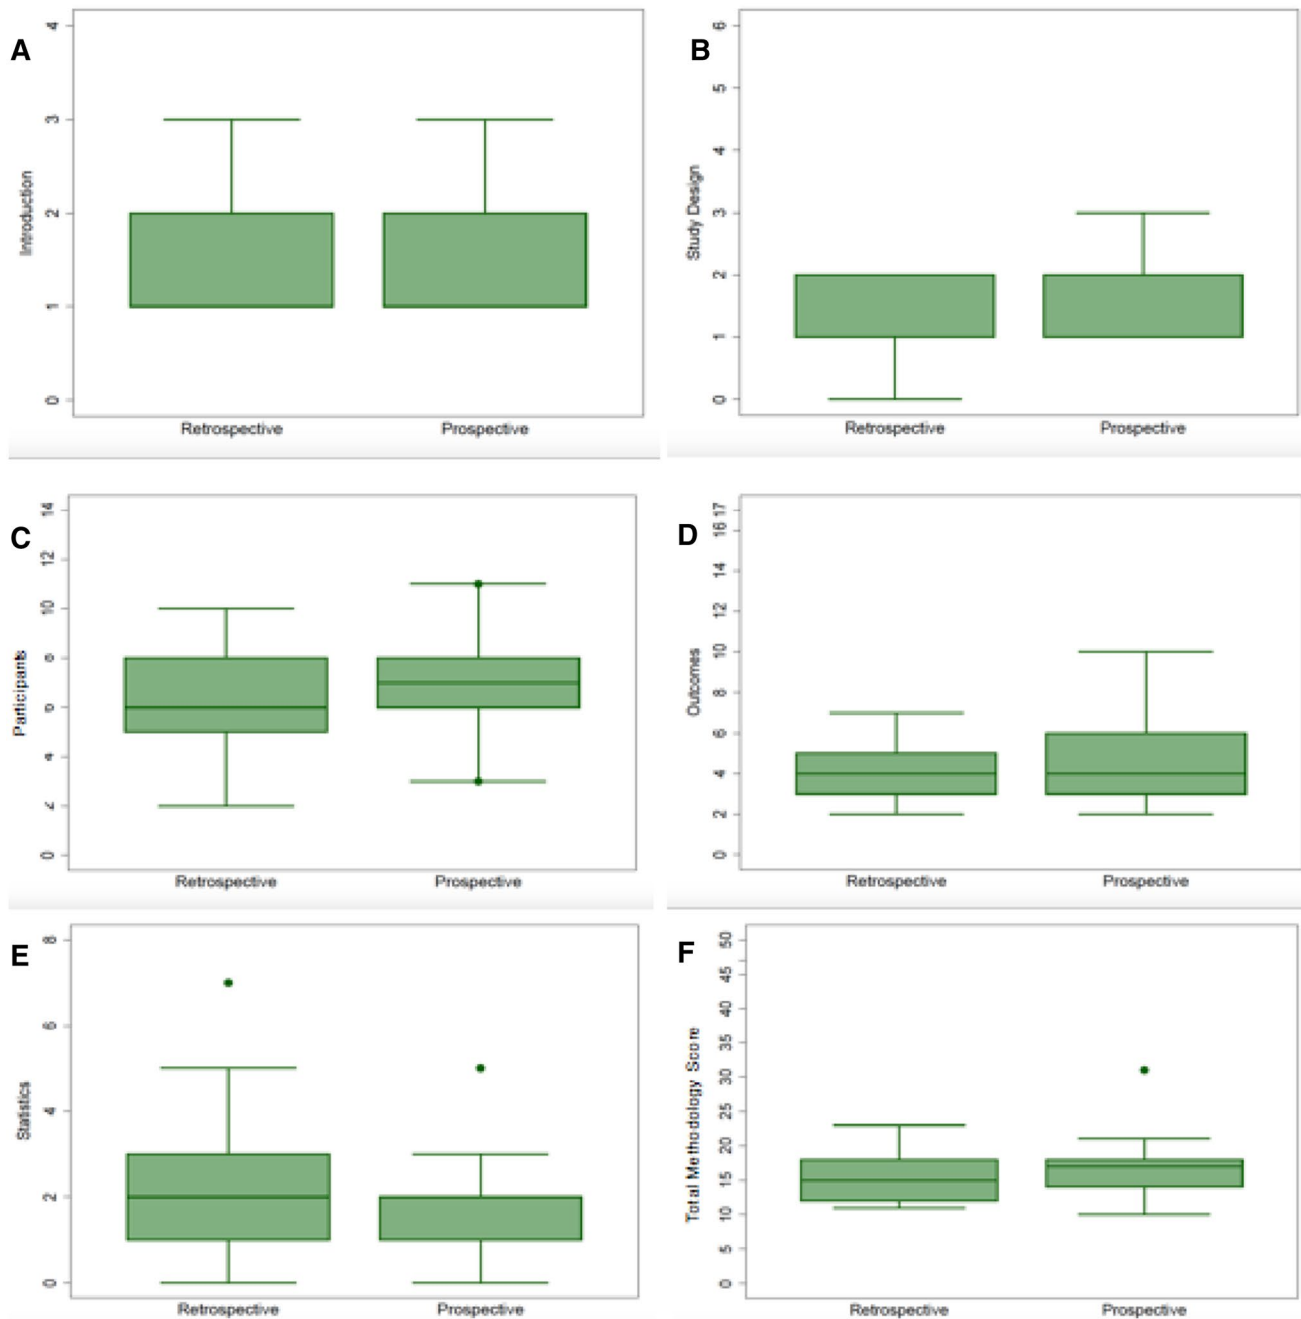 A
Introduction
4
3
2
1
0
Retrospective Prospective
B
Study Design
6
5
4
3
2
1
0
Retrospective Prospective
C
Participants
14
12
10
8
6
4
2
0
Retrospective Prospective
D
Outcomes
17
16
14
12
10
8
6
4
2
0
Retrospective Prospective
E
Statistics
8
6
4
2
0
Retrospective Prospective
F
Total Methodology Score
50
45
40
35
30
25
20
15
10
5
0
Retrospective Prospective